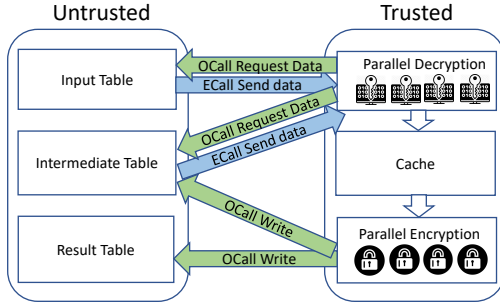 Untrusted
Trusted
Input Table
OCall Request Data
ECall Send data
Parallel Decryption
OCall Request Data
ECall Send data
Intermediate Table
Cache
OCall Write
Result Table
OCall Write
Parallel Encryption